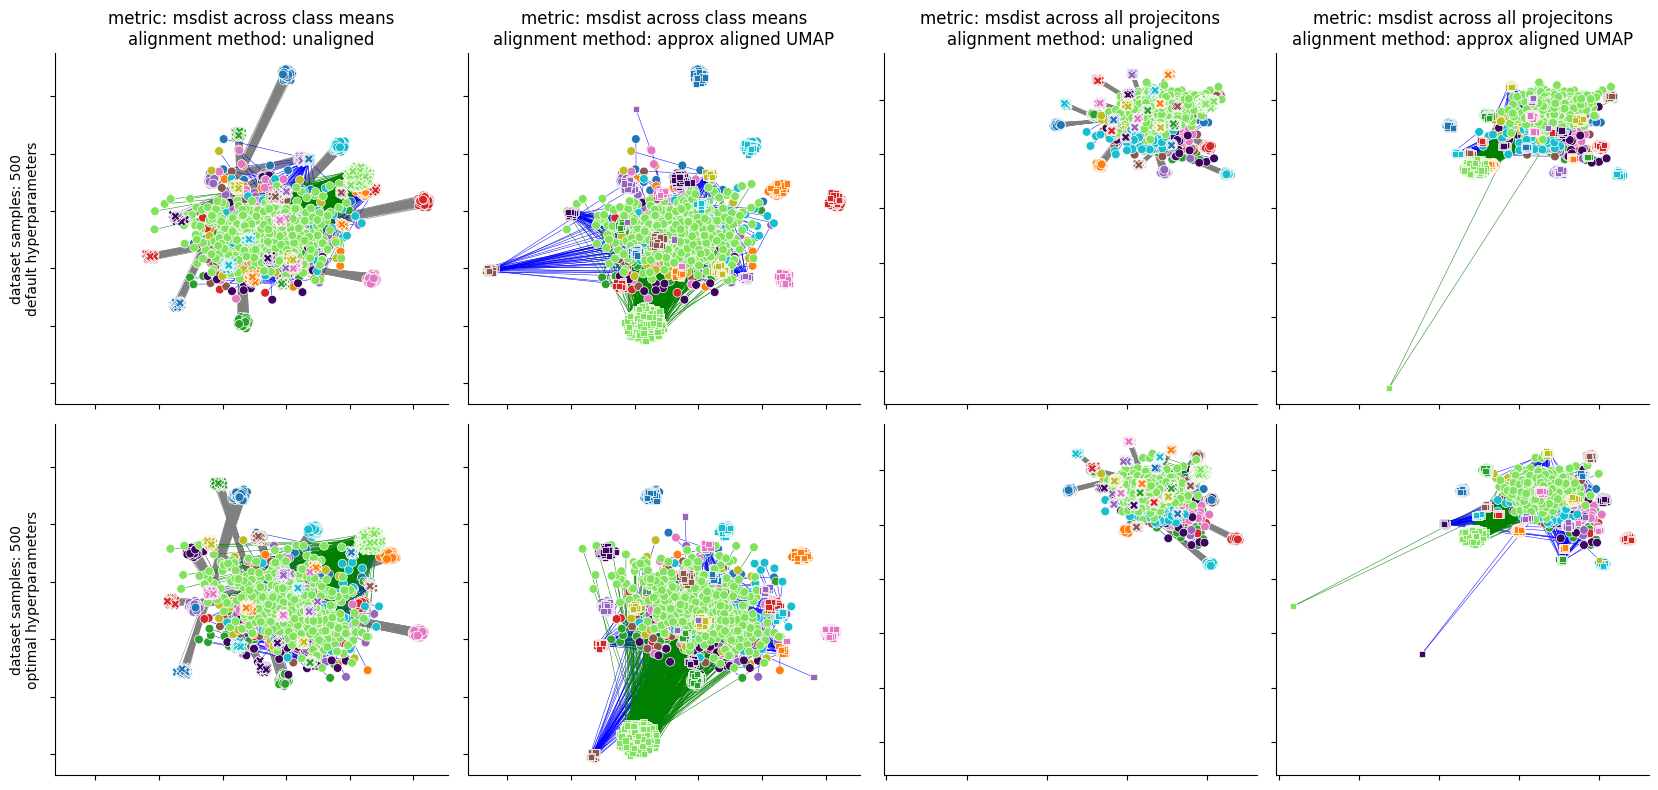 metric: msdist across class means
alignment method: unaligned
metric: msdist across class means
alignment method: approx aligned UMAP
metric: msdist across all projecitons
alignment method: unaligned
metric: msdist across all projecitons
alignment method: approx aligned UMAP
dataset samples: 500
default hyperparameters
dataset samples: 500
optimal hyperparameters